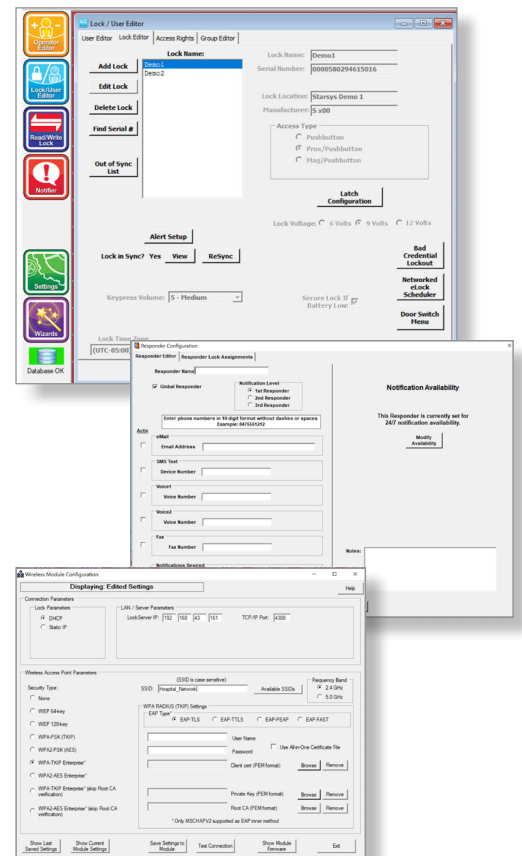 Operator
Editor
Lock/User
Editor
Read/Write
Lock
Notifier
Settings
Wizards
Database OK
Lock / User Editor
User Editor Lock Editor Access Rights Group Editor
Lock Name:
Add Lock
Edit Lock
Delete Lock
Find Serial #
Out of Sync
List
Demo1
Demo2
Lock Name: Demo1
Serial Number: 0000580294615016
Lock Location: Starsys Demo 1
Manufacturer: S x00
Access Type
Pushbutton
Prox/Pushbutton
Mag/Pushbutton
Latch
Configuration
Lock Voltage: 6 Volts 9 Volts 12 Volts
Alert Setup
Lock in Sync? Yes View ReSync
Keypress Volume: 5 - Medium
Secure Lock If
Battery Low:
Bad
Credential
Lockout
Networked
eLock
Scheduler
Door Switch
Menu
Lock Time Zone
(UTC-05:00)
Responder Configuration
Responder Editor Responder Lock Assignments
Responder Name
Global Responder
Notification Level
1st Responder
2nd Responder
3rd Responder
Enter phone numbers in 10 digit format without dashes or spaces
Example: 8475551212
Activ
eMail
Email Address
SMS Text
Device Number
Voice1
Voice Number
Voice2
Voice Number
Fax
Fax Number
Notifications Desired
Notification Availability
This Responder is currently set for
24/7 notification availability.
Modify
Availability
Notes:
Wireless Module Configuration
Displaying: Edited Settings
Help
Connection Parameters
Lock Parameters
DHCP
Static IP
LAN / Server Parameters
LockServer IP: 192 168 43 161 TCP/IP Port: 4308
Wireless Access Point Parameters
Security Type:
None
WEP 64-key
WEP 128-key
WPA-PSK (TKIP)
WPA2-PSK (AES)
WPA-TKIP Enterprise*
WPA2-AES Enterprise*
WPA-TKIP Enterprise* (skip Root CA
verification)
WPA2-AES Enterprise* (skip Root CA
verification)
(SSID is case sensitive)
SSID: Hospital_Network Available SSIDs
Frequency Band
2.4 GHz
5.0 GHz
WPA RADIUS (TKIP) Settings
EAP Type*
EAP-TLS EAP-TTLS EAP-PEAP EAP-FAST
User Name
Password Use All-in-One Certificate File
Client cert (PEM format) Browse Remove
Private Key (PEM format) Browse Remove
Root CA (PEM format) Browse Remove
* Only MSCHAPV2 supported as EAP inner method
Show Last
Saved Settings
Show Current
Module Settings
Save Settings to
Module
Test Connection
Show Module
Firmware
Exit